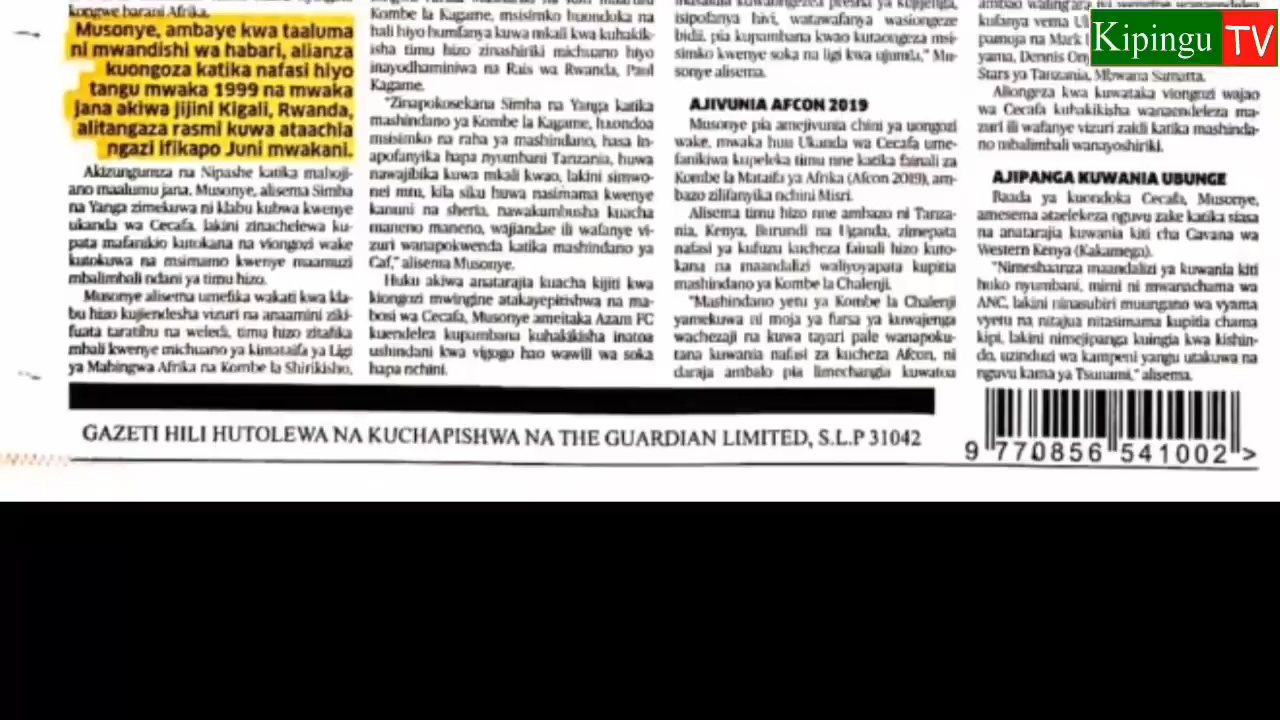 kongwe barani Afrika.
Musonye, ambaye kwa taaluma
ni mwandishi wa habari, alianza
kuongoza katika nafasi hiyo
tangu mwaka 1999 na mwaka
jana akiwa jijini Kigali, Rwanda,
alitangaza rasmi kuwa ataachia
ngazi ifikapo Juni mwakani.
Akizungumza na Nipashe katika mahoji-
ano maalumu jana, Musonye, alisema Simba
na Yanga zimekuwa ni klabu kubwa kwenye
ukanda wa Cecafa, lakini zinachelewa ku-
pata mafanikio kutokana na viongozi wake
kutokuwa na msimamo kwenye maamuzi
mbalimbali ndani ya timu hizo.
Musonye alisema umefika wakati kwa kla-
bu hizo kujiendesha vizuri na anaamini ziki-
fuata taratibu na weledi, timu hizo zitafika
mbali kwenye michuano ya kimataifa ya Ligi
ya Mabingwa Afrika na Kombe la Shirikisho,
Kombe la Kagame, msisimko huondoka na
hali hiyo humfanya kuwa mkali kwa kuhakik-
isha timu hizo zinashiriki michuano hiyo
inayodhaminiwa na Rais wa Rwanda, Paul
Kagame.
"Zinapokosekana Simba na Yanga katika
mashindano ya Kombe la Kagame, huondoa
msisimko na raha ya mashindano, hasa In-
apofanyika hapa nyumbani Tanzania, huwa
nawajibika kuwa mkali kwao, lakini simwo-
nei mtu, kila siku huwa nasimama kwenye
kanuni na sheria, nawakumbusha kuacha
maneno maneno, wajiandae ili wafanye vi-
zuri wanapokwenda katika mashindano ya
Caf," alisema Musonye.
Huku akiwa anatarajia kuacha kijiti kwa
kiongozi mwingine atakayepitishwa na ma-
bosi wa Cecafa, Musonye ameitaka Azam FC
kuendelea kupambana kuhakikisha inatoa
ushindani kwa vigogo hao wawili wa soka
hapa nchini.
isipofanya hivi, watawafanya wasiongeze
bidii, pia kupambana kwao kutaongeza msi-
simko kwenye soka na ligi kwa ujumla," Mu-
sonye alisema.
AJIVUNIA AFCON 2019
Musonye pia amejivunia chini ya uongozi
wake, mwaka huu Ukanda wa Cecafa ume-
fanikiwa kupeleka timu nne katika fainali za
Kombe la Mataifa ya Afrika (Afcon 2019), am-
bazo zilifanyika nchini Misri.
Alisema timu hizo nne ambazo ni Tanza-
nia, Kenya, Burundi na Uganda, zimepata
nafasi ya kufuzu kucheza fainali hizo kuto-
kana na maandalizi waliyoyapata kupitia
mashindano ya Kombe la Chalenji.
"Mashindano yetu ya Kombe la Chalenji
yamekuwa ni moja ya fursa ya kuwajenga
wachezaji na kuwa tayari pale wanapoku-
tana kuwania nafasi za kucheza Afcon, ni
daraja ambalo pia limechangia kuwatoa
kufanya vema
pamoja na Mark
yama, Dennis
Stars ya Tanzania, Mbwana Samatta.
Aliongeza kwa kuwataka viongozi wajao
wa Cecafa kuhakikisha wanaendeleza ma-
zuri ili wafanye vizuri zaidi katika mashinda-
no mbalimbali wanayoshiriki.
AJIPANGA KUWANIA UBUNGE
Baada ya kuondoka Cecafa, Musonye,
amesema ataelekeza nguvu zake katika siasa
na anatarajia kuwania kiti cha Gavana wa
Western Kenya (Kakamega).
"Nimeshaanza maandalizi ya kuwania kiti
huko nyumbani, mimi ni mwanachama wa
ANC, lakini ninasubiri muungano wa vyama
vyetu na nitajua nitasimama kupitia chama
kipi, lakini nimejipanga kuingia kwa kishin-
do, uzinduzi wa kampeni yangu utakuwa na
nguvu kama ya Tsunami," alisema.
GAZETI HILI HUTOLEWA NA KUCHAPISHWA NA THE GUARDIAN LIMITED, S.L.P 31042
9 770856 541002 >
Kipingu TV